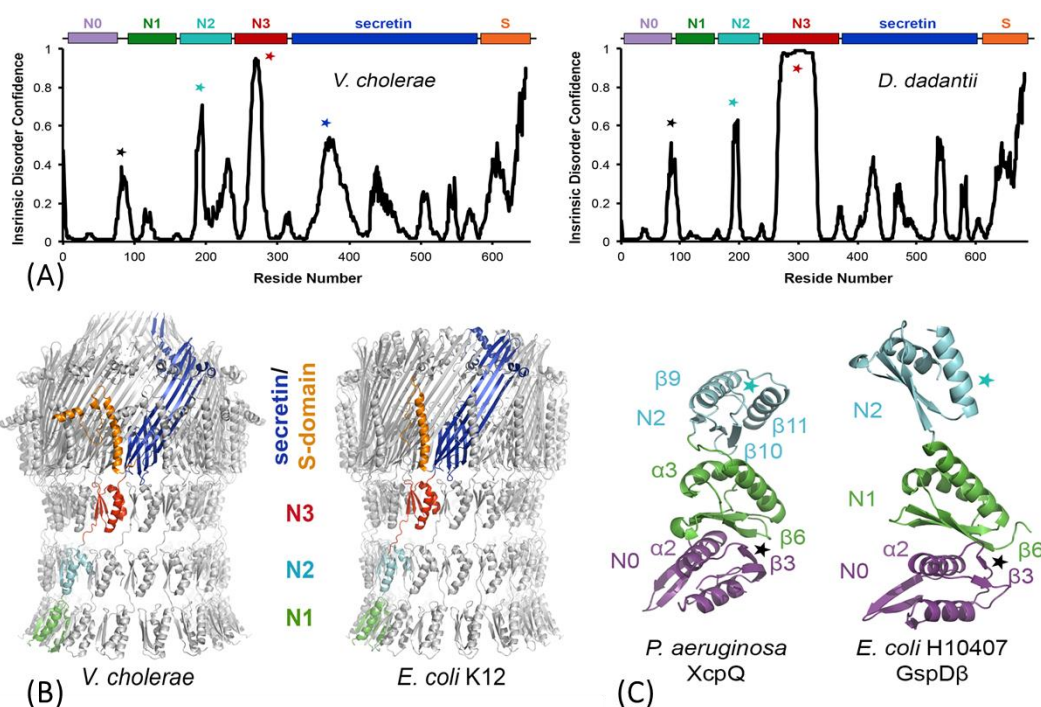 N0 N1 N2 N3 secretin S
V. cholerae
Insrinsic Disorder Confidence
1
0.8
0.6
0.4
0.2
0
0 100 200 300 400 500 600
Reside Number
(A)
N0 N1 N2 N3 secretin S
D. dadantii
Insrinsic Disorder Confidence
1
0.8
0.6
0.4
0.2
0
0 100 200 300 400 500 600
Reside Number
secretin/
S-domain
N3
N2
N1
V. cholerae
E. coli K12
(B)
β9
N2
β11
β10
α3
β6
N0
α2
β3
P. aeruginosa
XcpQ
N2
N1
β6
α2
β3
E. coli H10407
GspDβ
(C)